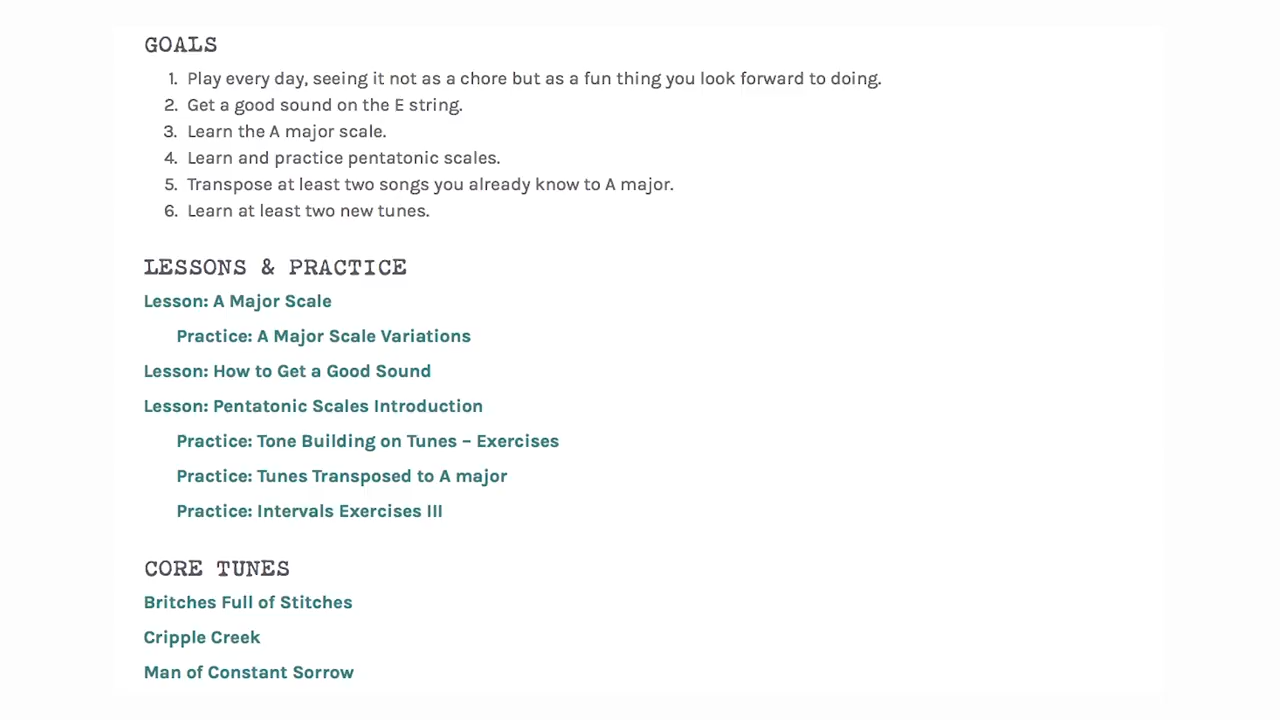 GOALS
1. Play every day, seeing it not as a chore but as a fun thing you look forward to doing.
2. Get a good sound on the E string.
3. Learn the A major scale.
4. Learn and practice pentatonic scales.
5. Transpose at least two songs you already know to A major.
6. Learn at least two new tunes.
LESSONS & PRACTICE
Lesson: A Major Scale
Practice: A Major Scale Variations
Lesson: How to Get a Good Sound
Lesson: Pentatonic Scales Introduction
Practice: Tone Building on Tunes – Exercises
Practice: Tunes Transposed to A major
Practice: Intervals Exercises III
CORE TUNES
Britches Full of Stitches
Cripple Creek
Man of Constant Sorrow